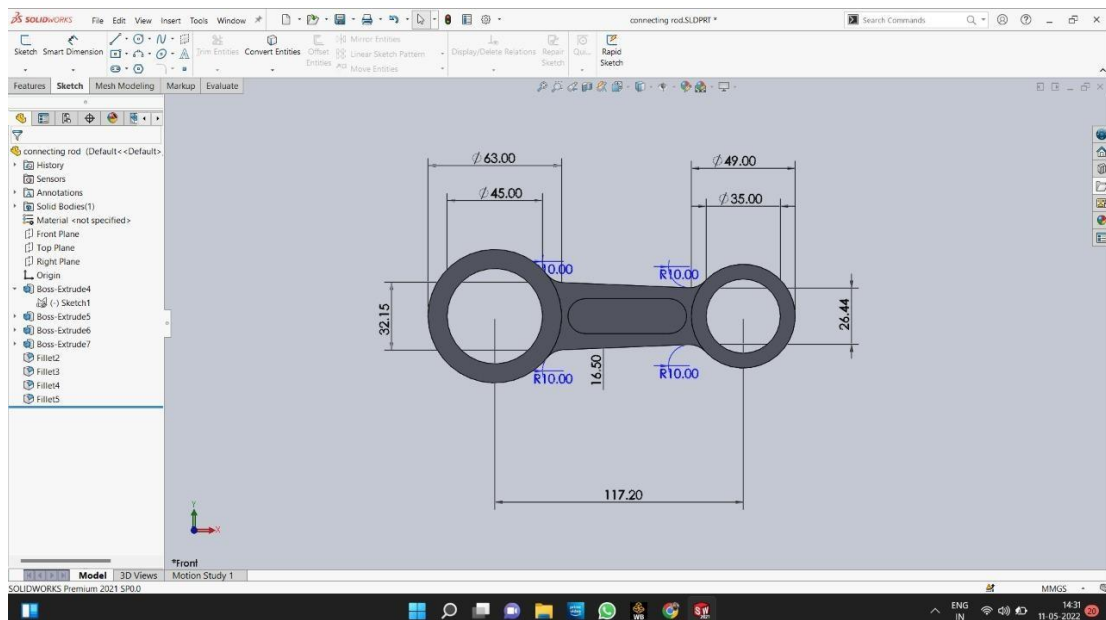 SOLIDWORKS File Edit View Insert Tools Window connecting rod.SLDPRT * Search Commands
Sketch Smart Dimension Trim Entities Convert Entities Offset Entities Mirror Entities Linear Sketch Pattern Move Entities Display/Delete Relations Repair Sketch Qui... Rapid Sketch
Features Sketch Mesh Modeling Markup Evaluate
connecting rod (Default<<Default>
History
Sensors
Annotations
Solid Bodies(1)
Material <not specified>
Front Plane
Top Plane
Right Plane
Origin
Boss-Extrude4
(-) Sketch1
Boss-Extrude5
Boss-Extrude6
Boss-Extrude7
Fillet2
Fillet3
Fillet4
Fillet5
∅ 63.00
∅ 49.00
∅ 45.00
∅ 35.00
10.00
R10.00
32.15
26.44
R10.00
16.50
R10.00
117.20
Y
X
*Front
Model 3D Views Motion Study 1
SOLIDWORKS Premium 2021 SP0.0 MMGS
WB
SW
2021
ENG
IN
14:31
11-05-2022
20